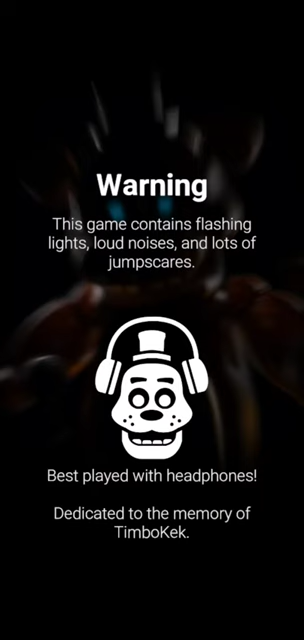 Warning
This game contains flashing
lights, loud noises, and lots of
jumpscares.
Best played with headphones!
Dedicated to the memory of
TimboKek.